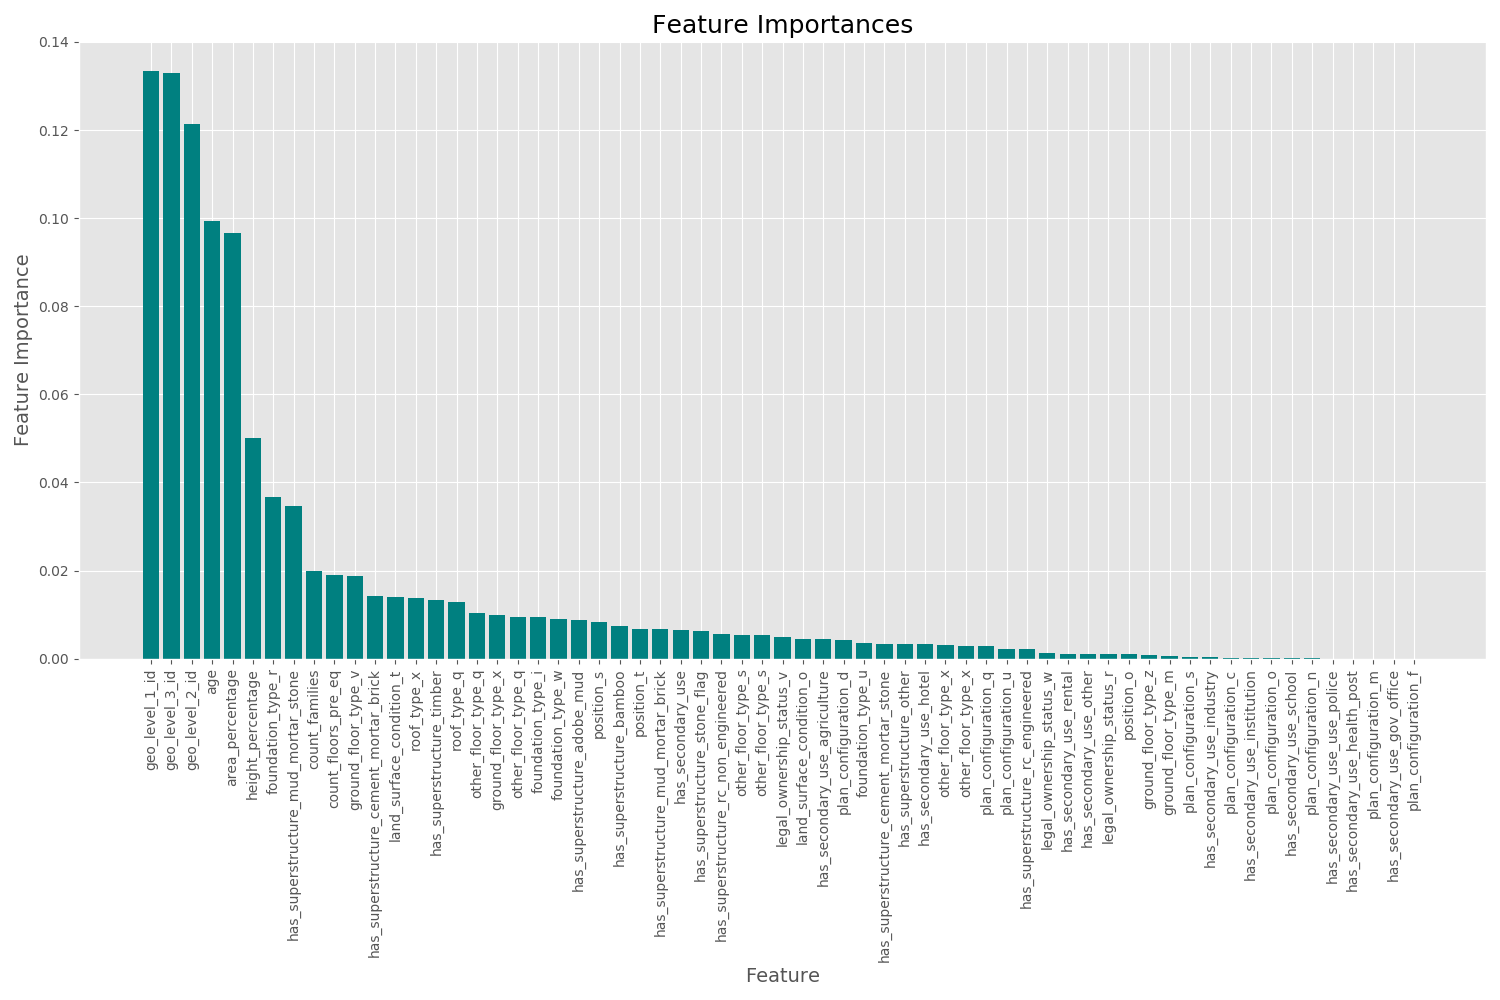 Feature Importances
0.14
0.12
0.10
0.08
0.06
0.04
0.02
0.00
Feature Importance
geo_level_1_id
geo_level_3_id
geo_level_2_id
age
area_percentage
height_percentage
foundation_type_r
has_superstructure_mud_mortar_stone
count_families
count_floors_pre_eq
ground_floor_type_v
has_superstructure_cement_mortar_brick
land_surface_condition_t
roof_type_x
has_superstructure_timber
roof_type_q
other_floor_type_q
ground_floor_type_x
other_floor_type_q
foundation_type_i
foundation_type_w
has_superstructure_adobe_mud
position_s
has_superstructure_bamboo
position_t
has_superstructure_mud_mortar_brick
has_secondary_use
has_superstructure_stone_flag
has_superstructure_rc_non_engineered
other_floor_type_s
other_floor_type_s
legal_ownership_status_v
land_surface_condition_o
has_secondary_use_agriculture
plan_configuration_d
foundation_type_u
has_superstructure_cement_mortar_stone
has_superstructure_other
has_secondary_use_hotel
other_floor_type_x
other_floor_type_x
plan_configuration_q
plan_configuration_u
has_superstructure_rc_engineered
legal_ownership_status_w
has_secondary_use_rental
has_secondary_use_other
legal_ownership_status_r
position_o
ground_floor_type_z
ground_floor_type_m
plan_configuration_s
has_secondary_use_industry
plan_configuration_c
has_secondary_use_institution
plan_configuration_o
has_secondary_use_school
plan_configuration_n
has_secondary_use_use_police
has_secondary_use_health_post
plan_configuration_m
has_secondary_use_gov_office
plan_configuration_f
Feature